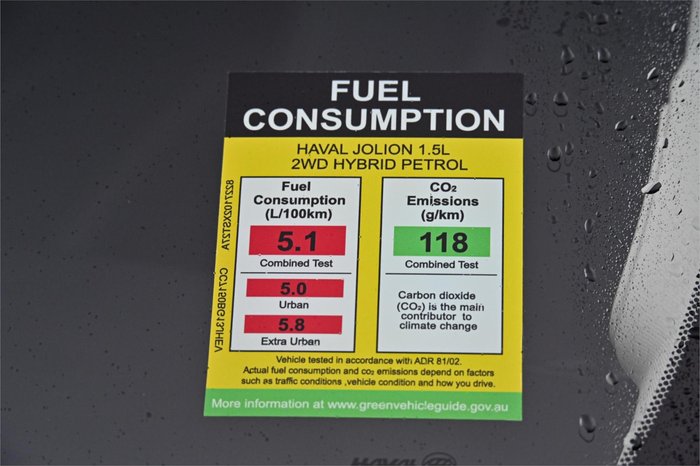 FUEL
CONSUMPTION
HAVAL JOLION 1.5L
2WD HYBRID PETROL
Fuel
Consumption
(L/100km)
5.1
Combined Test
5.0
Urban
5.8
Extra Urban
CO₂
Emissions
(g/km)
118
Combined Test
Carbon dioxide
(CO₂) is the main
contributor to
climate change
Vehicle tested in accordance with ADR 81/02.
Actual fuel consumption and co₂ emissions depend on factors
such as traffic conditions ,vehicle condition and how you drive.
More information at www.greenvehicleguide.gov.au
HAVAL